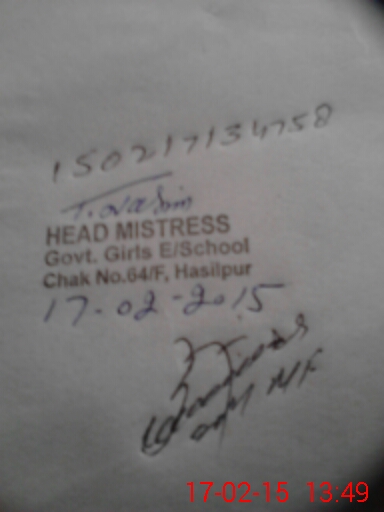 150217134758
HEAD MISTRESS
Govt. Girls E/School
Chak No.64/F, Hasilpur
17-02-2015
17-02-15 13:49